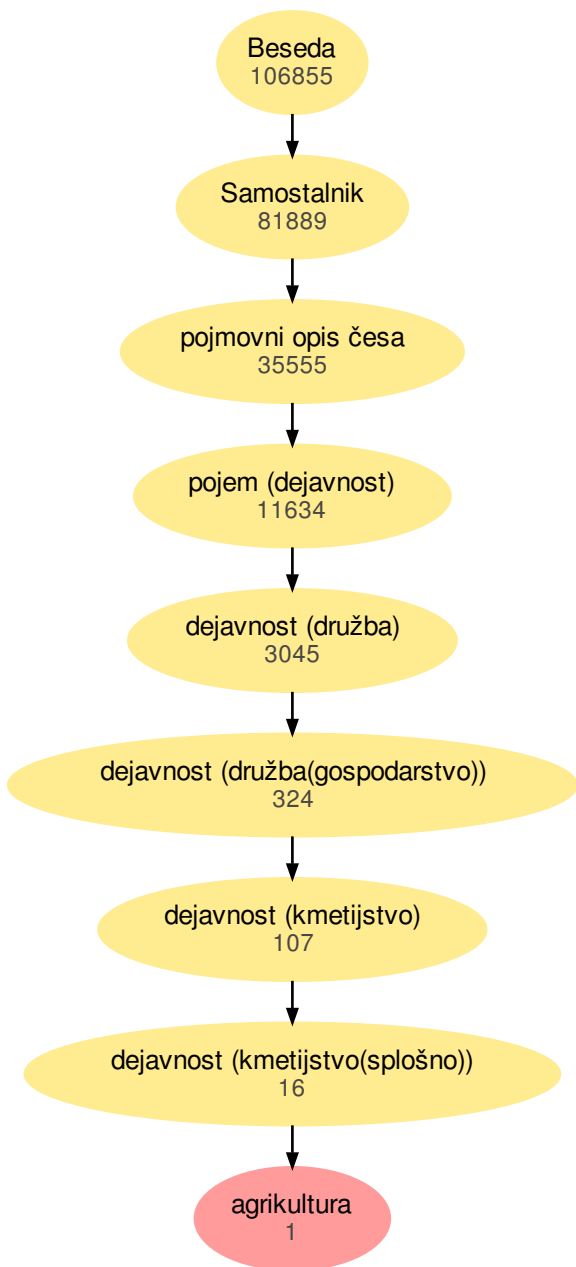 Beseda
106855
Samostalnik
81889
pojmovni opis česa
35555
pojem (dejavnost)
11634
dejavnost (družba)
3045
dejavnost (družba(gospodarstvo))
324
dejavnost (kmetijstvo)
107
dejavnost (kmetijstvo(splošno))
16
agrikultura
1